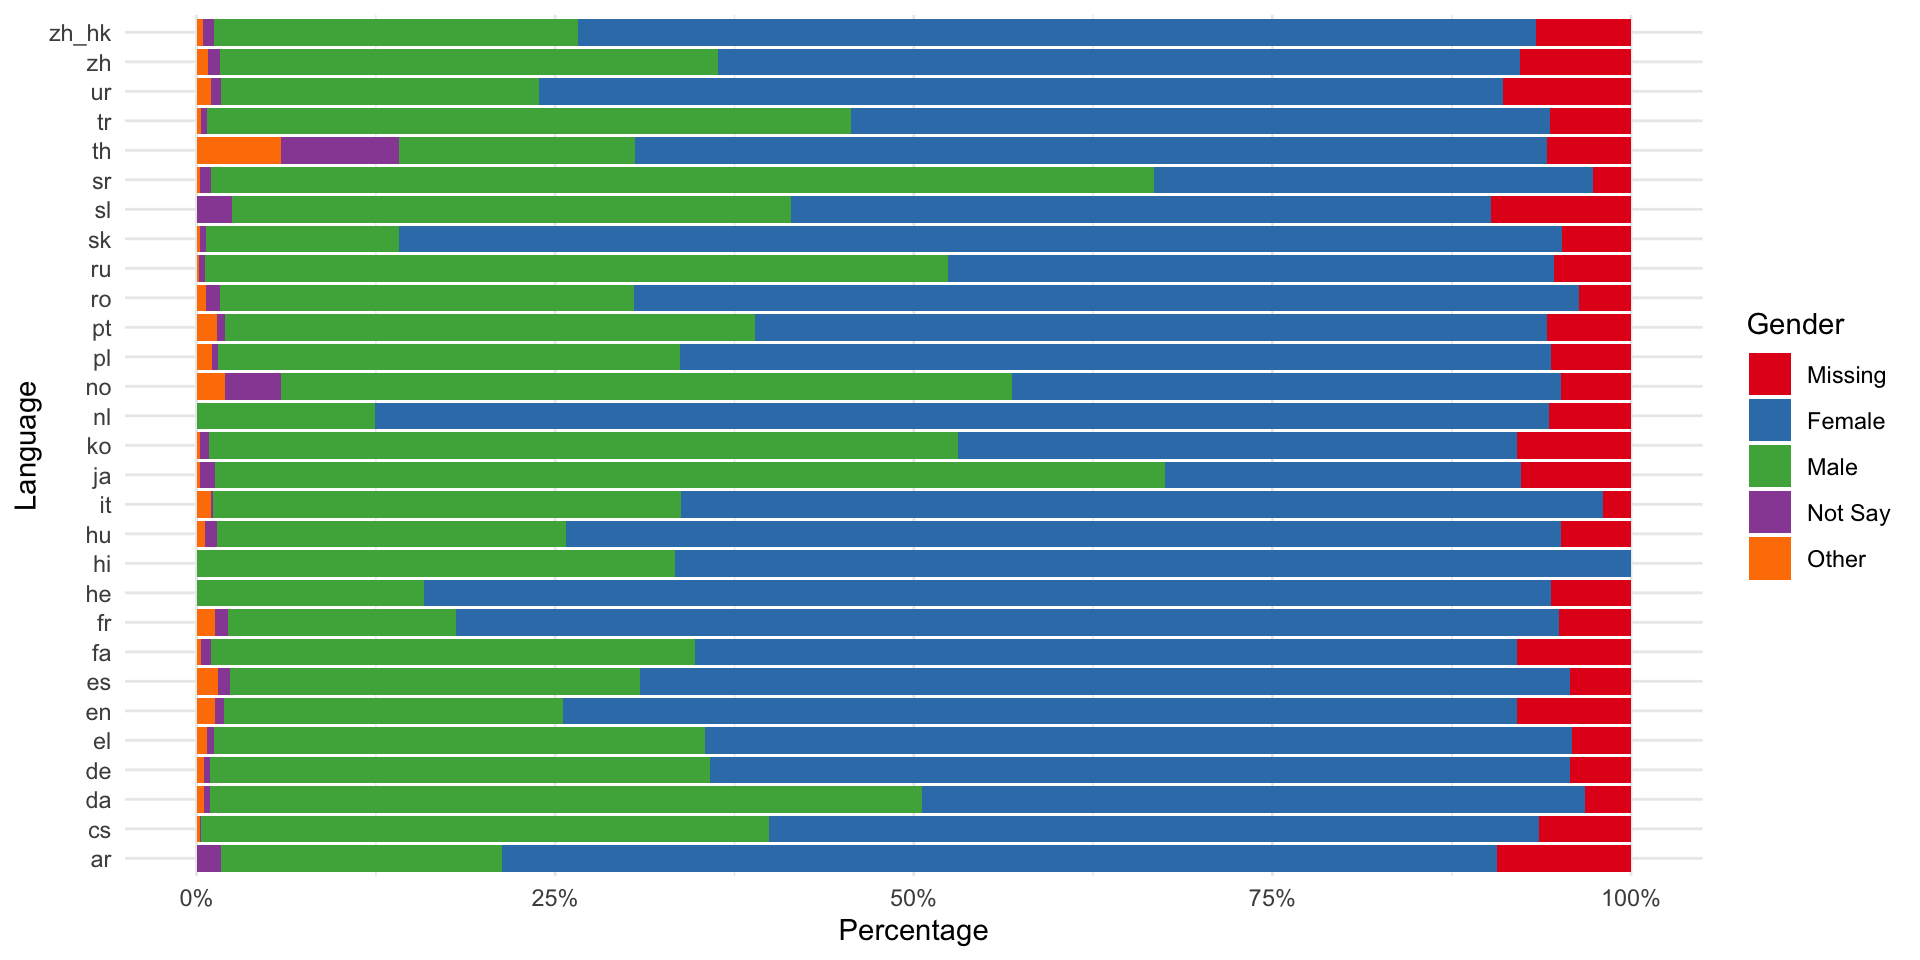 zh_hk
zh
ur
tr
th
sr
sl
sk
ru
ro
pt
pl
no
nl
ko
ja
it
hu
hi
he
fr
fa
es
en
el
de
da
cs
ar
Language
0% 25% 50% 75% 100%
Percentage
Gender
Missing
Female
Male
Not Say
Other